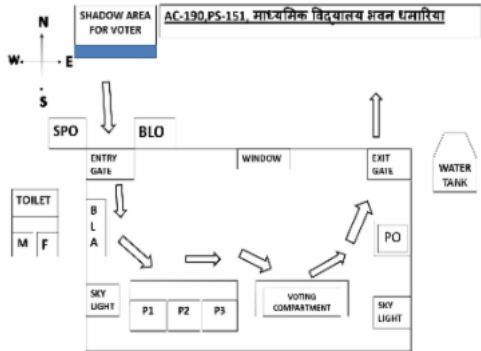 N
SHADOW AREA
FOR VOTER
AC-190,PS-151, माध्यमिक विद्यालय भवन धमारिया
W
E
S
SPO
BLO
ENTRY
GATE
WINDOW
EXIT
GATE
WATER
TANK
TOILET
M
F
B
L
A
PO
SKY
LIGHT
P1
P2
P3
VOTING
COMPARTMENT
SKY
LIGHT